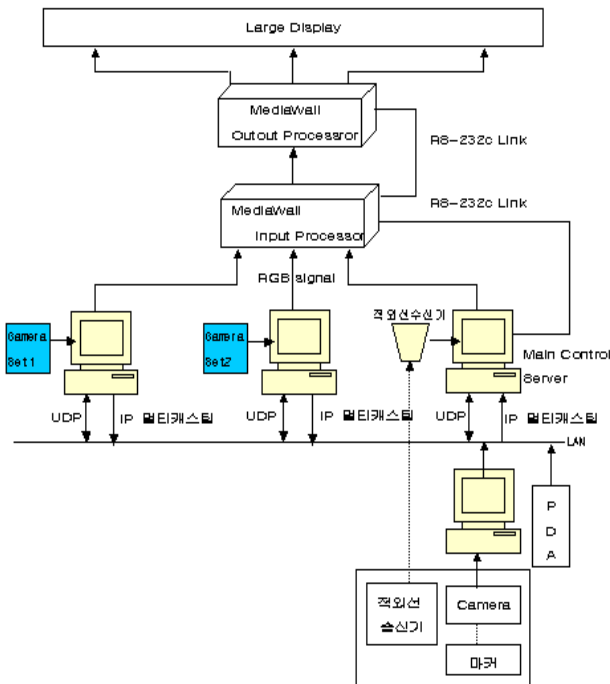 Large Display
MediaWall
Outout Processror
RS-232c Link
RS-232c Link
MediaWall
Input Processor
RGB signal
Camera
Set1
Camera
Set2
적외선수신기
Main Control
Server
UDP
IP 멀티캐스팅
UDP
IP 멀티캐스팅
UDP
IP 멀티캐스팅
LAN
P
D
A
적외선
송신기
Camera
마커